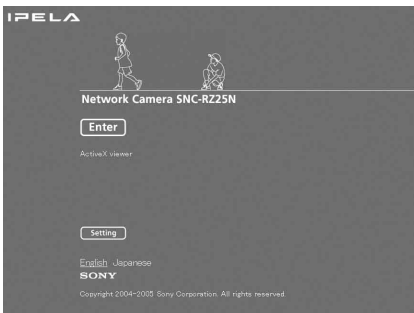 IPELA
Network Camera SNC-RZ25N
Enter
ActiveX viewer
Setting
English Japanese
SONY
Copyright 2004-2005 Sony Corporation. All rights reserved.